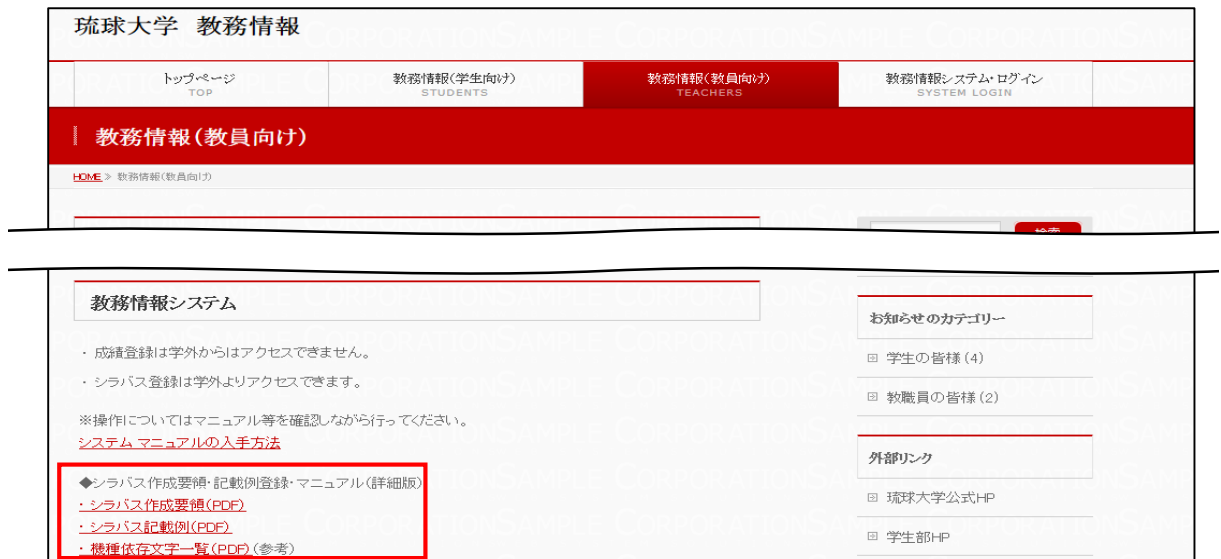 琉球大学 教務情報
トップページ
TOP
教務情報(学生向け)
STUDENTS
教務情報(教員向け)
TEACHERS
教務情報システム・ログイン
SYSTEM LOGIN
教務情報(教員向け)
HOME » 教務情報(教員向け)
検索
教務情報システム
・ 成績登録は学外からはアクセスできません。
・ シラバス登録は学外よりアクセスできます。
※操作についてはマニュアル等を確認しながら行ってください。
システム マニュアルの入手方法
◆シラバス作成要領・記載例登録・マニュアル(詳細版)
・シラバス作成要領(PDF)
・シラバス記載例(PDF)
・機種依存文字一覧(PDF)(参考)
お知らせのカテゴリー
学生の皆様(4)
教職員の皆様(2)
外部リンク
琉球大学公式HP
学生部HP